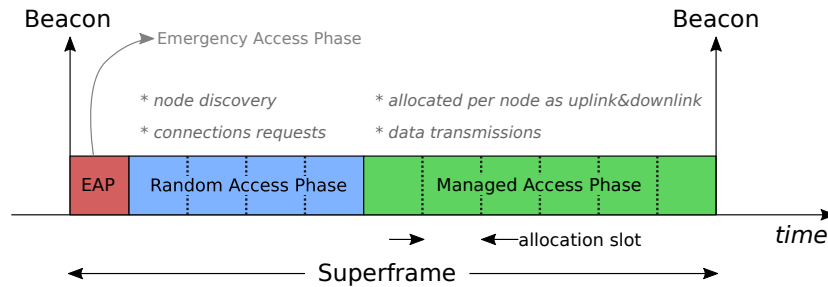 Beacon
Beacon
Emergency Access Phase
* node discovery
* connections requests
* allocated per node as uplink&downlink
* data transmissions
EAP
Random Access Phase
Managed Access Phase
allocation slot
time
Superframe